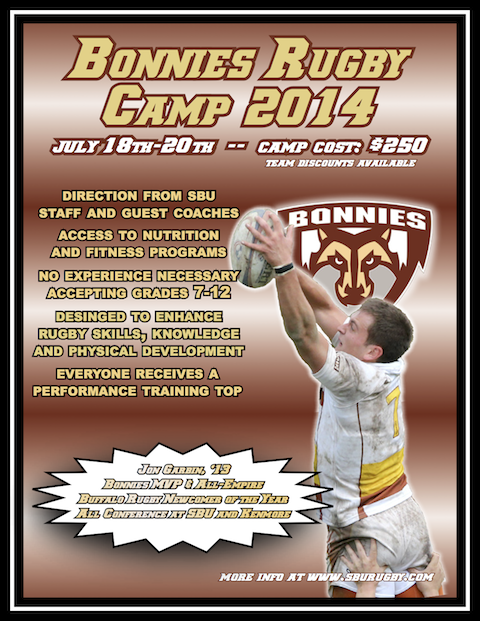 Bonnies Rugby
Camp 2014
July 18th-20th -- Camp Cost: $250
Team Discounts Available
Direction from SBU
Staff and Guest Coaches
Access to Nutrition
and Fitness Programs
No Experience Necessary
Accepting Grades 7-12
Desinged to Enhance
Rugby Skills, Knowledge
and Physical Development
Everyone Receives a
Performance Training Top
BONNIES
7
Jon Garbin, '13
Bonnies MVP & All-Empire
Buffalo Rugby Newcomer of the Year
All Conference at SBU and Kenmore
More info at www.sburugby.com